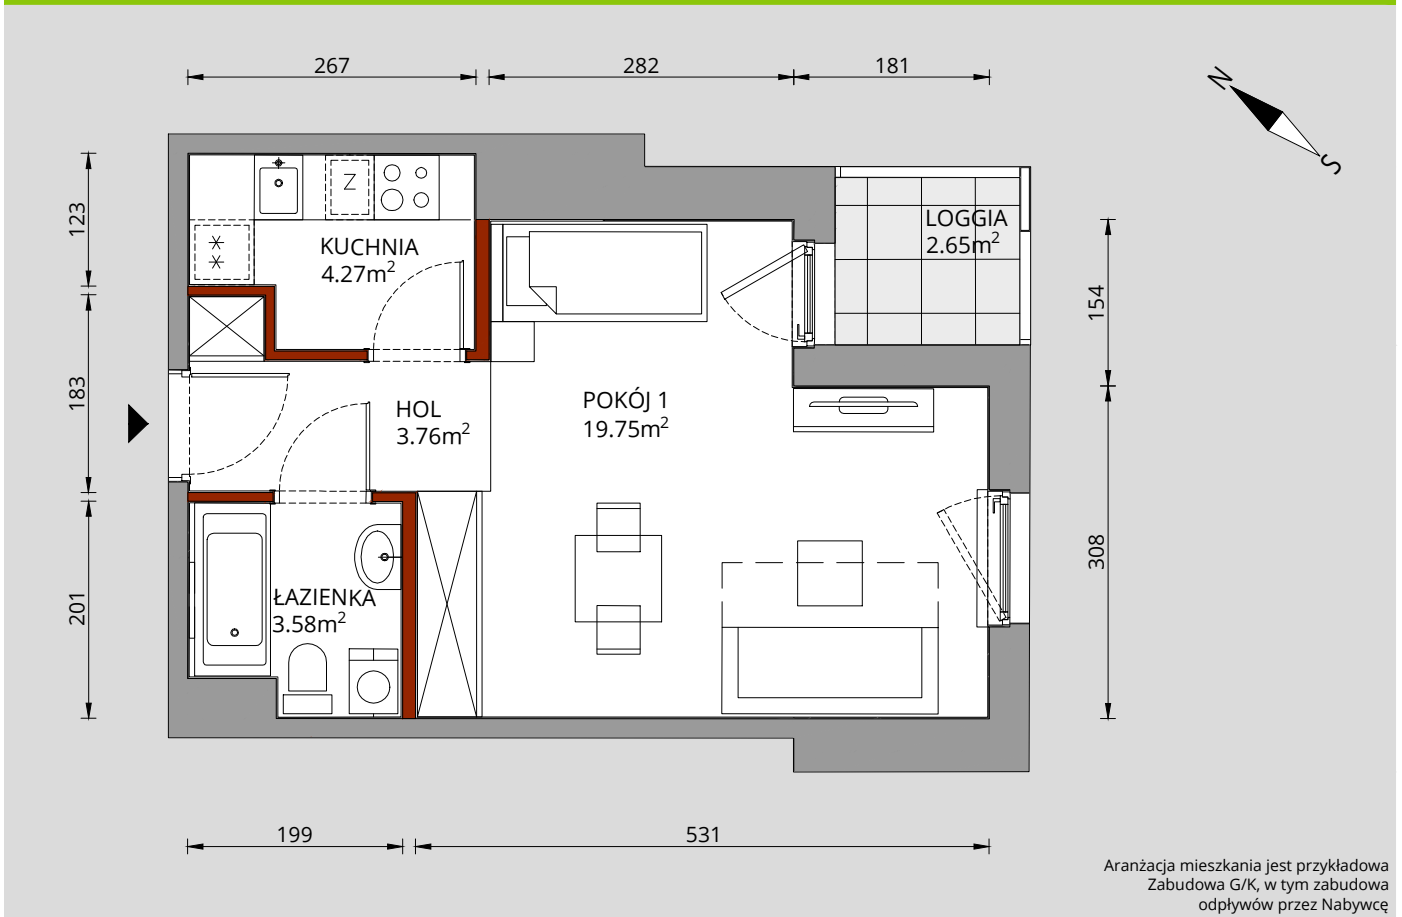 267
282
181
N
S
123
183
201
Z
**
KUCHNIA
4.27m²
LOGGIA
2.65m²
HOL
3.76m²
POKÓJ 1
19.75m²
ŁAZIENKA
3.58m²
154
308
199
531
Aranżacja mieszkania jest przykładowa
Zabudowa G/K, w tym zabudowa
odpływów przez Nabywcę